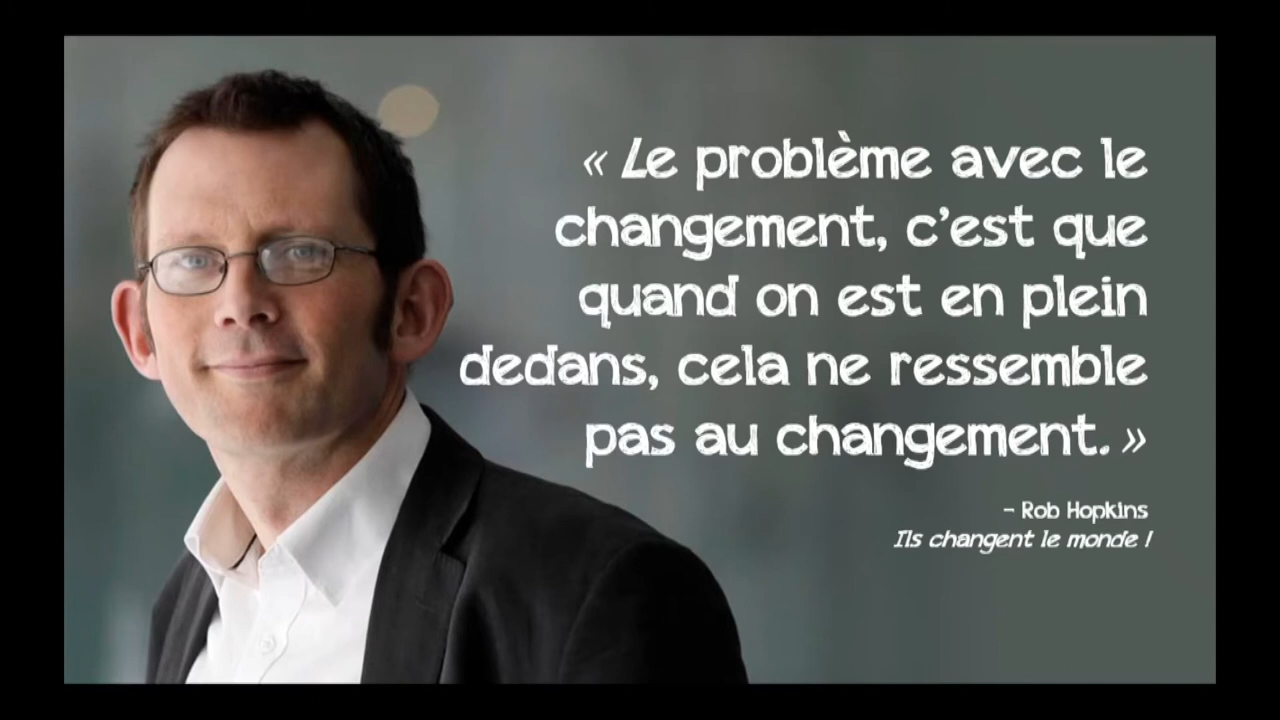 « Le problème avec le
changement, c’est que
quand on est en plein
dedans, cela ne ressemble
pas au changement. »
– Rob Hopkins
Ils changent le monde !